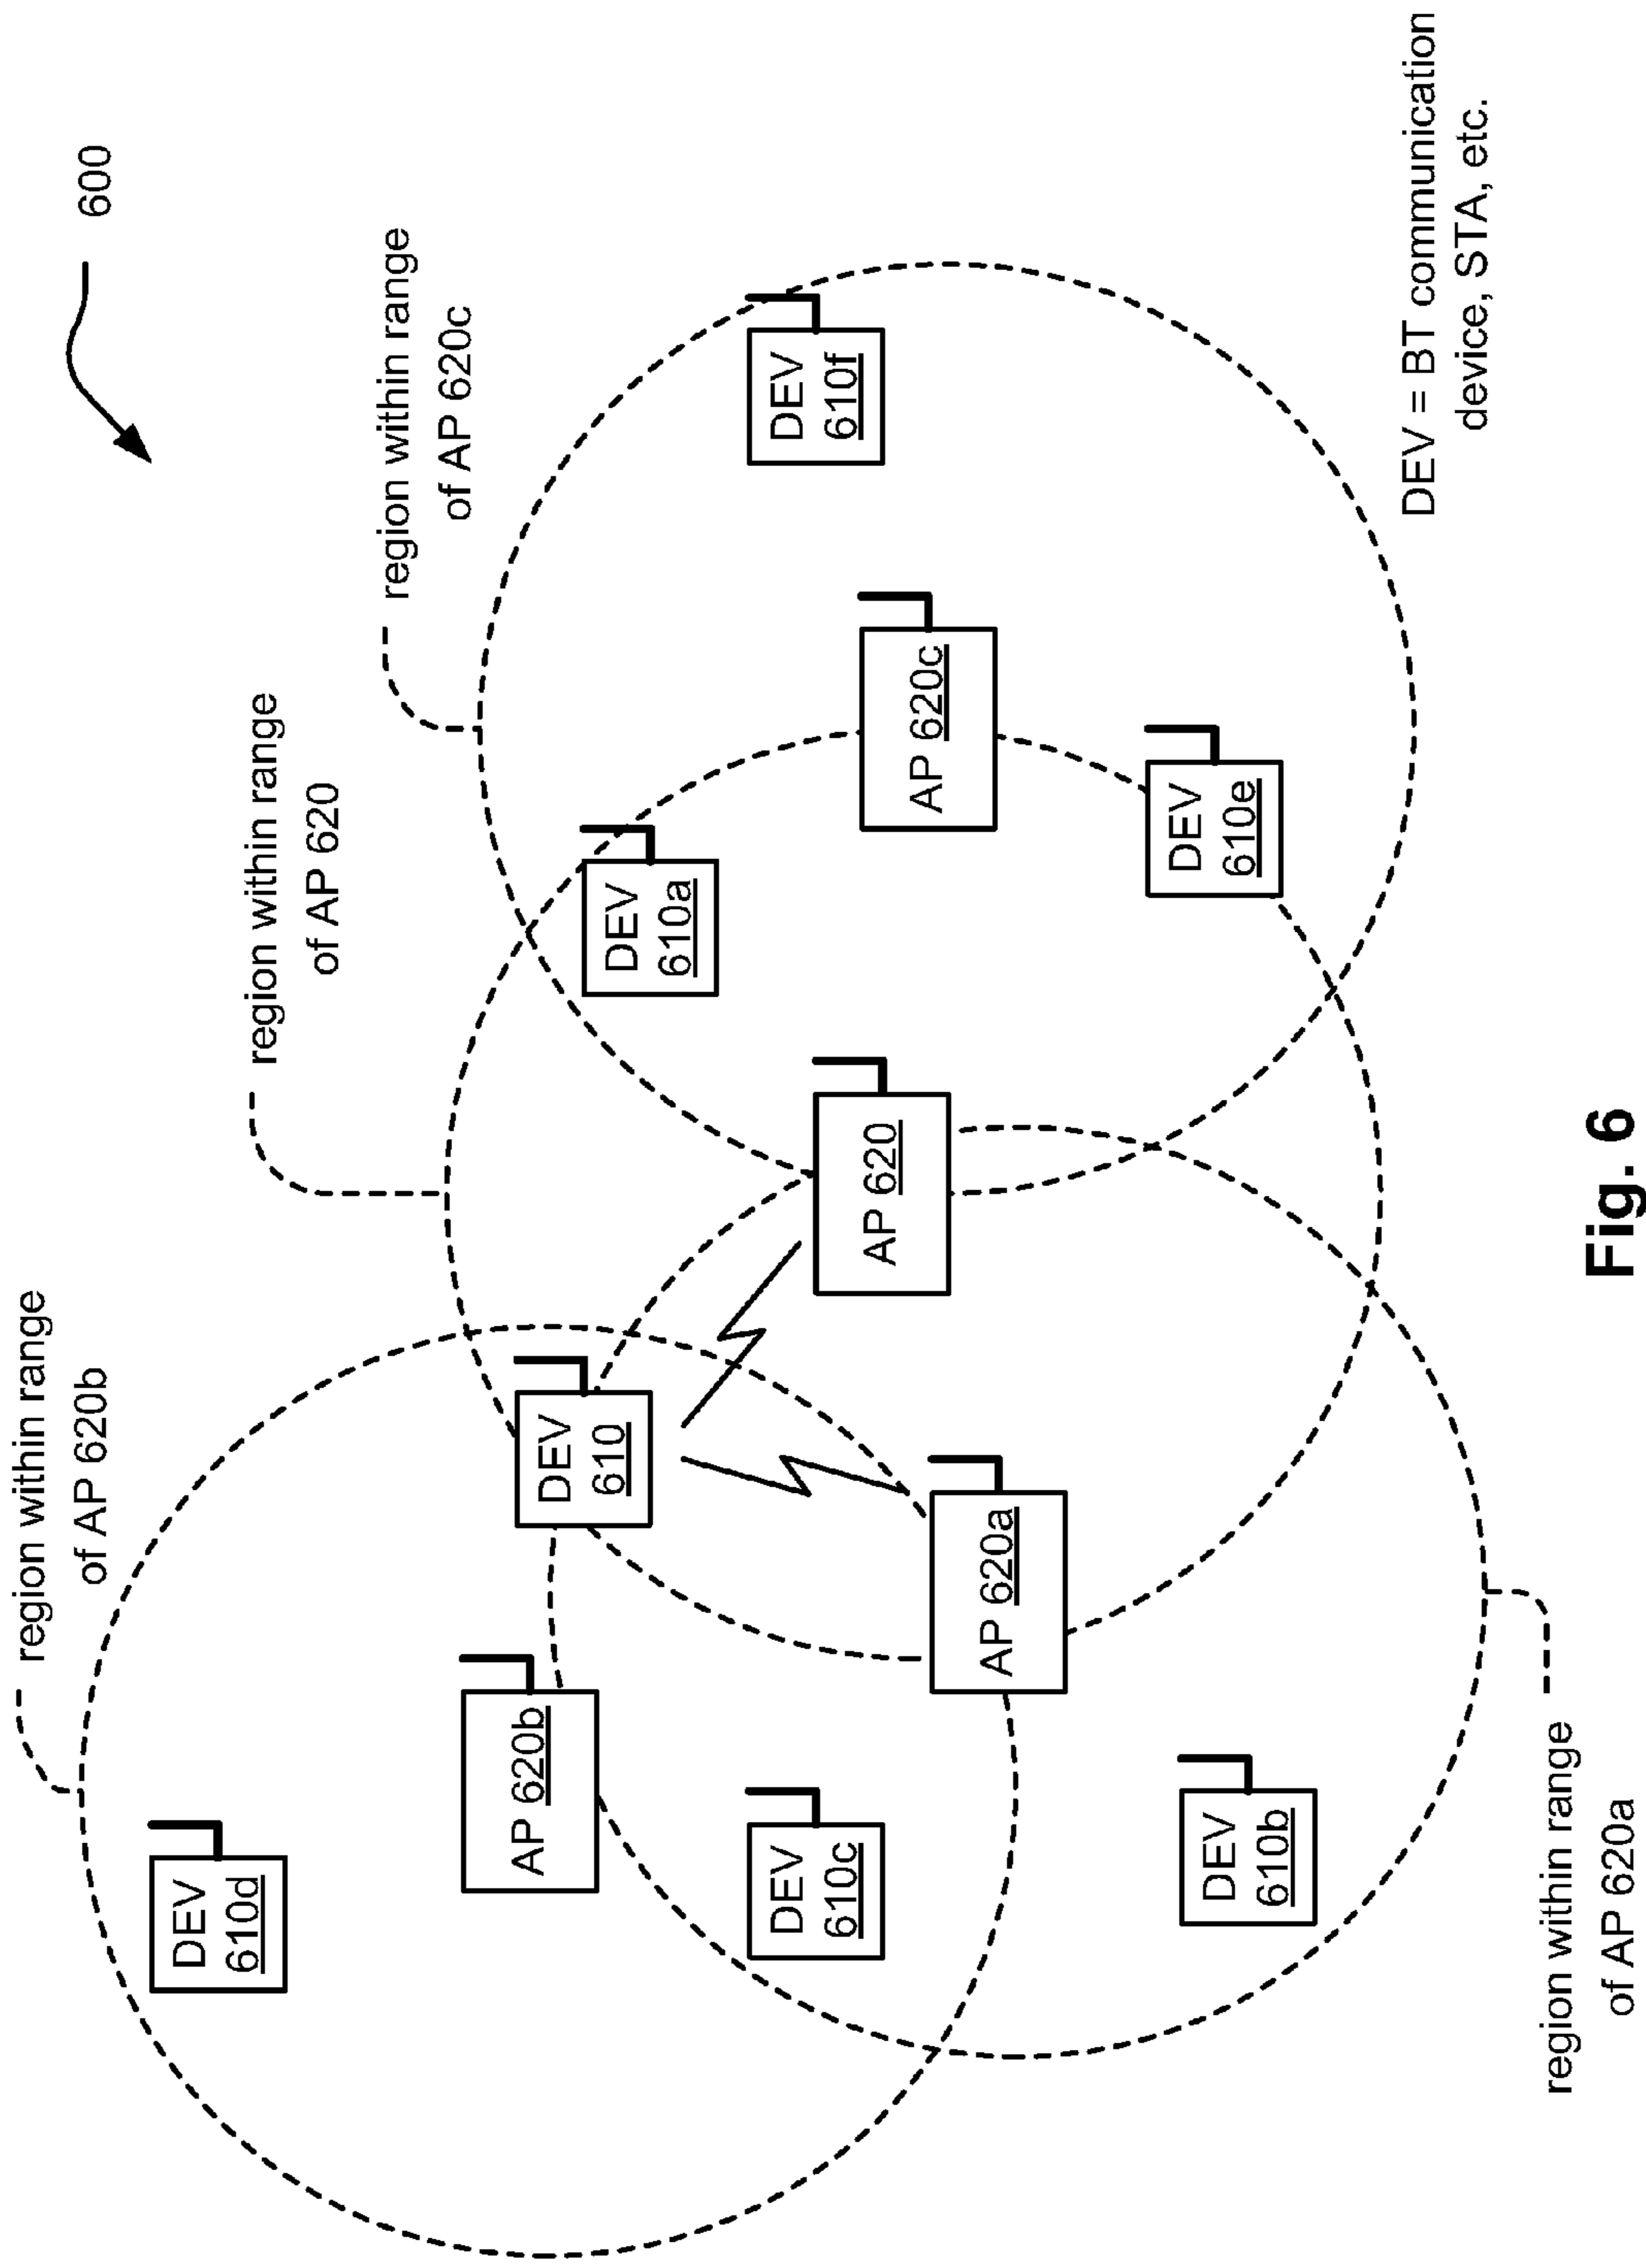 600
region within range
of AP 620b
region within range
of AP 620
region within range
of AP 620c
DEV
610d
AP 620b
DEV
610
DEV
610a
DEV
610f
DEV
610c
AP 620
AP 620c
AP 620a
DEV
610b
DEV
610e
region within range
of AP 620a
DEV = BT communication
device, STA, etc.
Fig. 6